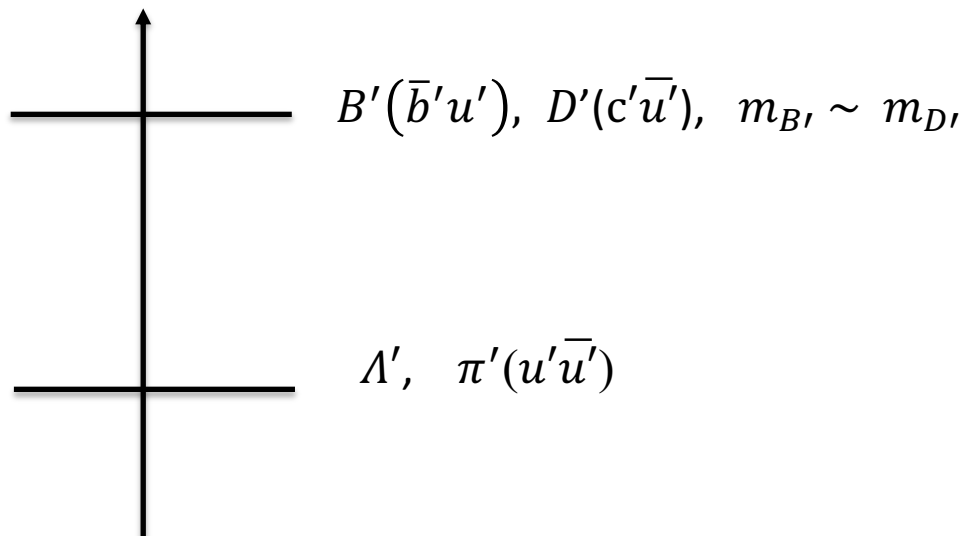 B′(b̄′u′), D’(c′u̅′), m_B′ ~ m_D′
Λ′, π′(u′u̅′)